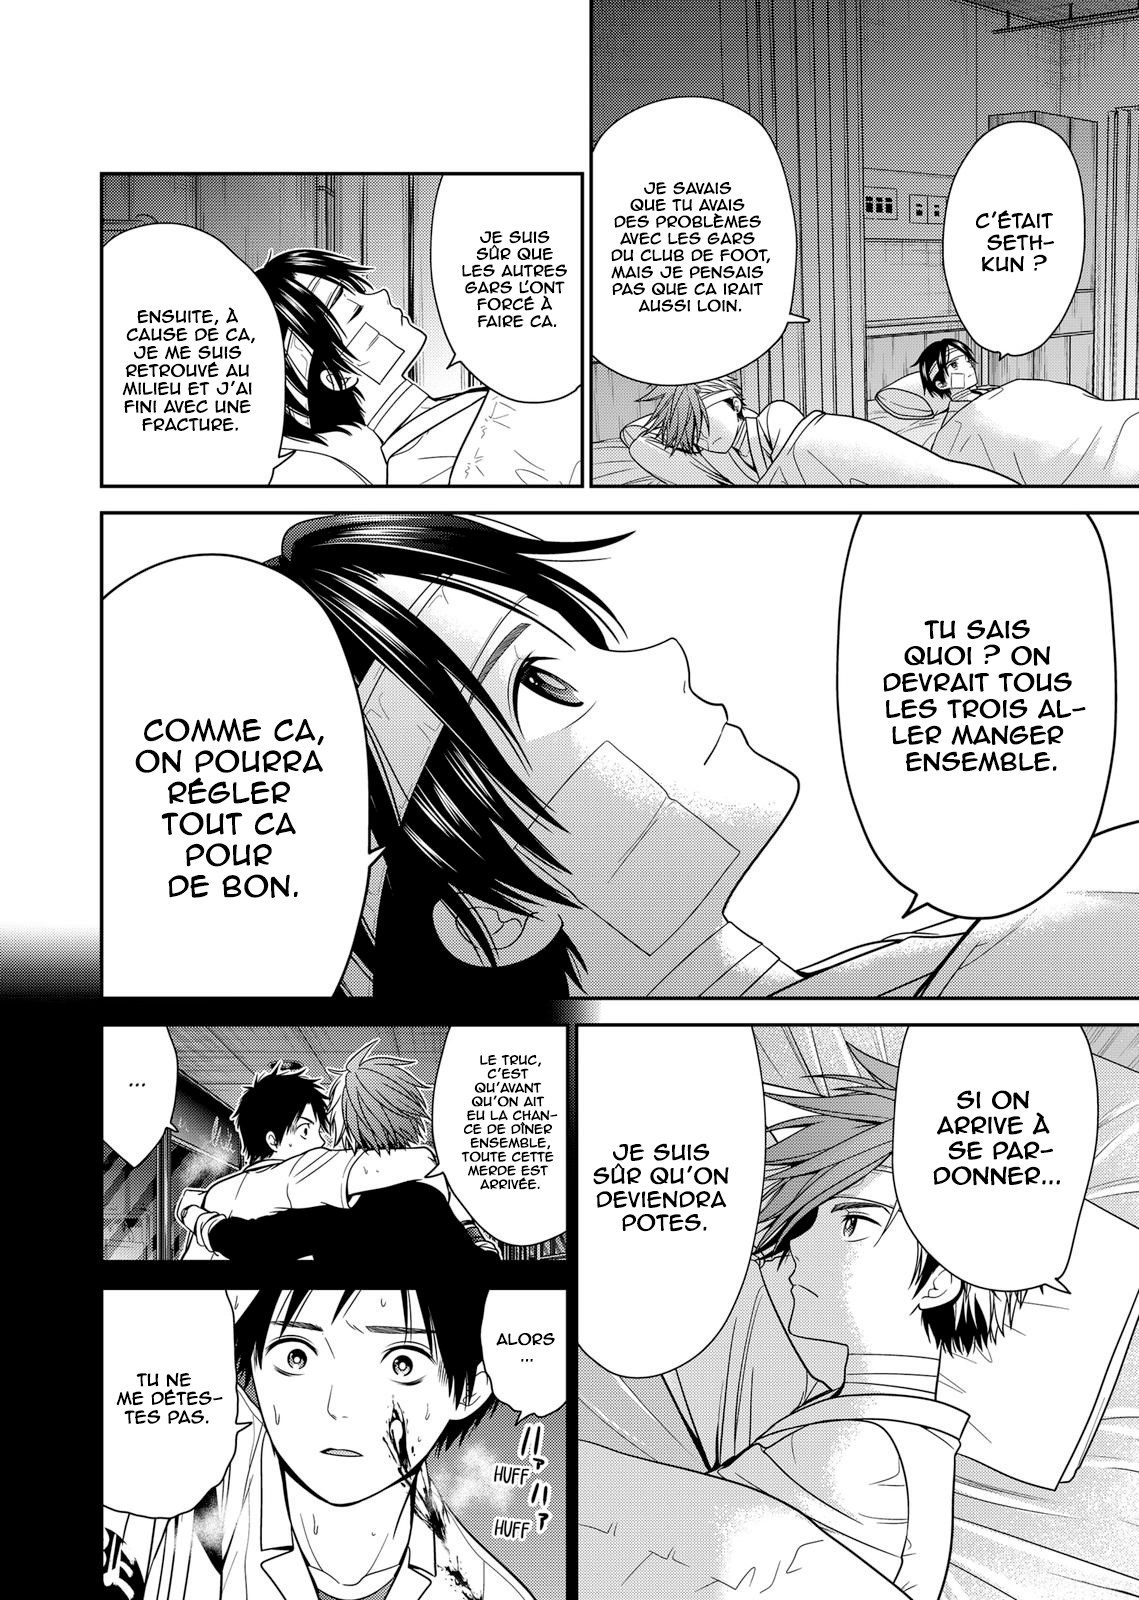 C'ÉTAIT
SETH-
KUN ?
JE SAVAIS
QUE TU AVAIS
DES PROBLÈMES
AVEC LES GARS
DU CLUB DE FOOT,
MAIS JE PENSAIS
PAS QUE CA IRAIT
AUSSI LOIN.
JE SUIS
SÛR QUE
LES AUTRES
GARS L'ONT
FORCÉ À
FAIRE CA.
ENSUITE, À
CAUSE DE CA,
JE ME SUIS
RETROUVÉ AU
MILIEU ET J'AI
FINI AVEC UNE
FRACTURE.
TU SAIS
QUOI ? ON
DEVRAIT TOUS
LES TROIS AL-
LER MANGER
ENSEMBLE.
COMME CA,
ON POURRA
RÉGLER
TOUT CA
POUR
DE BON.
SI ON
ARRIVE À
SE PAR-
DONNER...
JE SUIS
SÛR QU'ON
DEVIENDRA
POTES.
LE TRUC,
C'EST
QU'AVANT
QU'ON AIT
EU LA CHAN-
CE DE DÎNER
ENSEMBLE,
TOUTE CETTE
MERDE EST
ARRIVÉE.
...
ALORS
...
TU NE
ME DÉTES-
TES PAS.
HUFF
HUFF